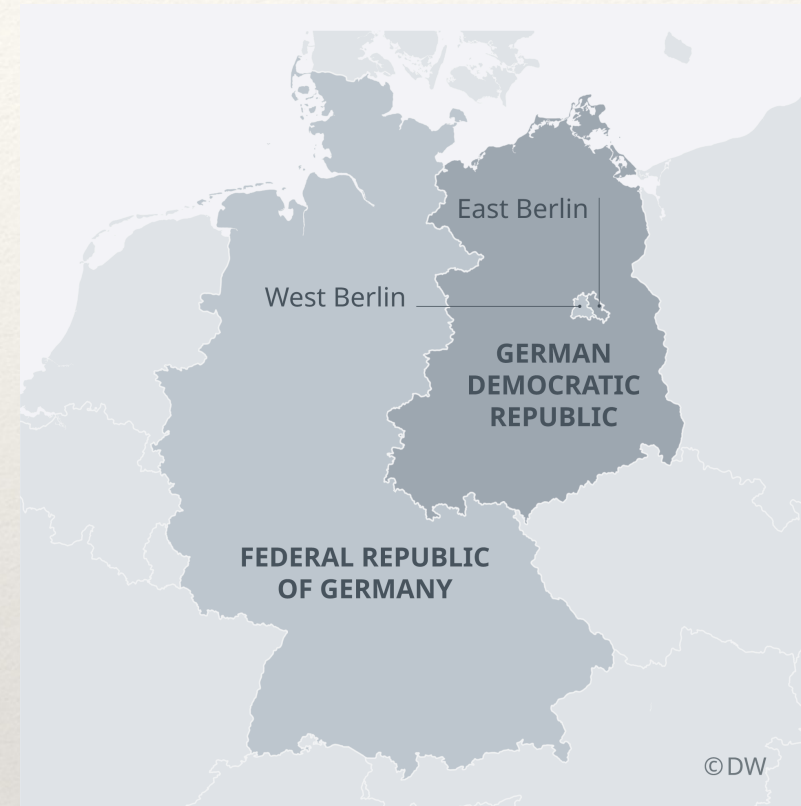 East Berlin
West Berlin
GERMAN
DEMOCRATIC
REPUBLIC
FEDERAL REPUBLIC
OF GERMANY
©DW